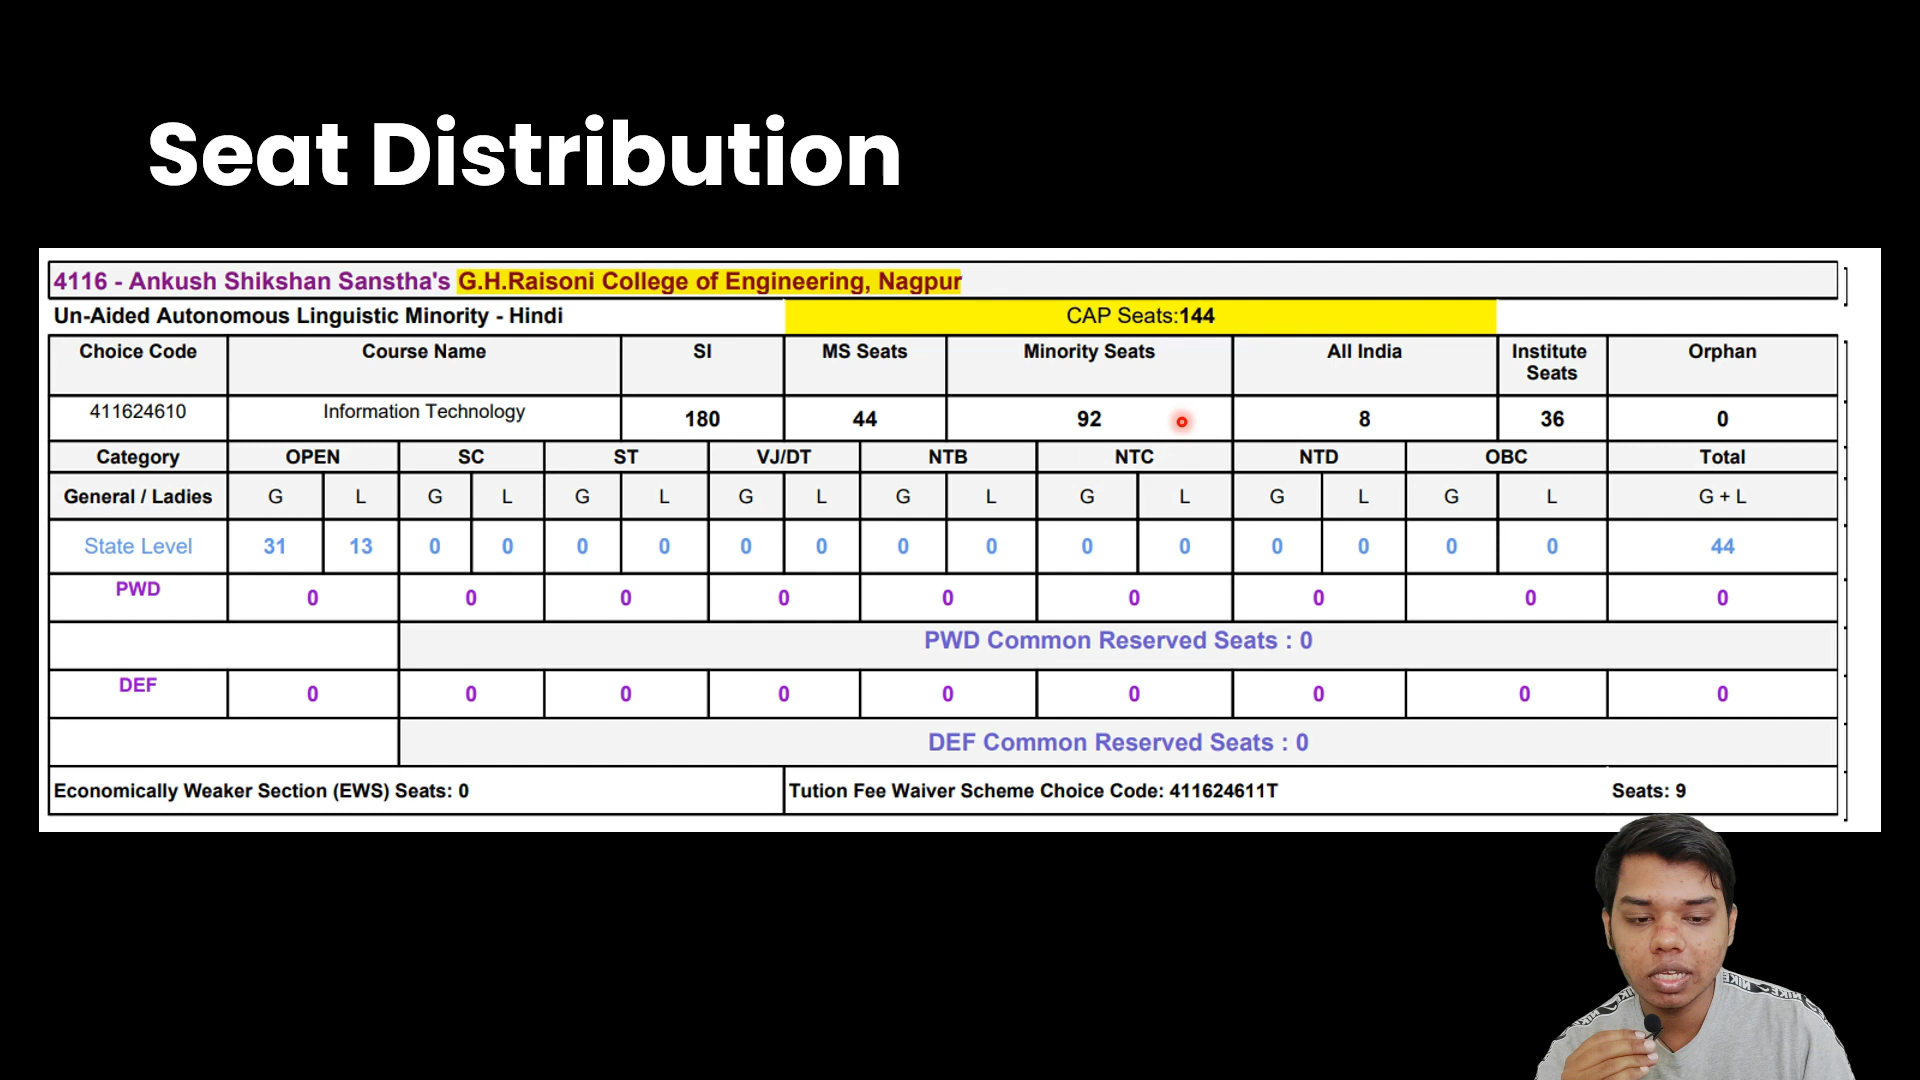 Seat Distribution
4116 - Ankush Shikshan Sanstha's G.H.Raisoni College of Engineering, Nagpur
Un-Aided Autonomous Linguistic Minority - Hindi CAP Seats:144
Choice Code Course Name SI MS Seats Minority Seats All India Institute Seats Orphan
411624610 Information Technology 180 44 92 8 36 0
Category OPEN SC ST VJ/DT NTB NTC NTD OBC Total
General / Ladies G L G L G L G L G L G L G L G L G + L
State Level 31 13 0 0 0 0 0 0 0 0 0 0 0 0 0 0 44
PWD 0 0 0 0 0 0 0 0 0
PWD Common Reserved Seats : 0
DEF 0 0 0 0 0 0 0 0 0
DEF Common Reserved Seats : 0
Economically Weaker Section (EWS) Seats: 0 Tution Fee Waiver Scheme Choice Code: 411624611T Seats: 9